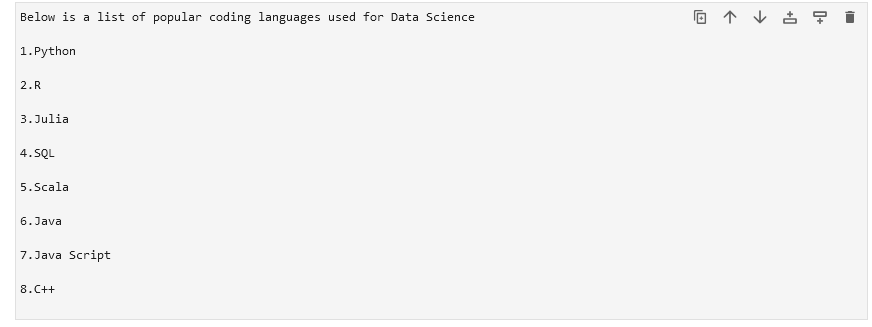 Below is a list of popular coding languages used for Data Science
1.Python
2.R
3.Julia
4.SQL
5.Scala
6.Java
7.Java Script
8.C++